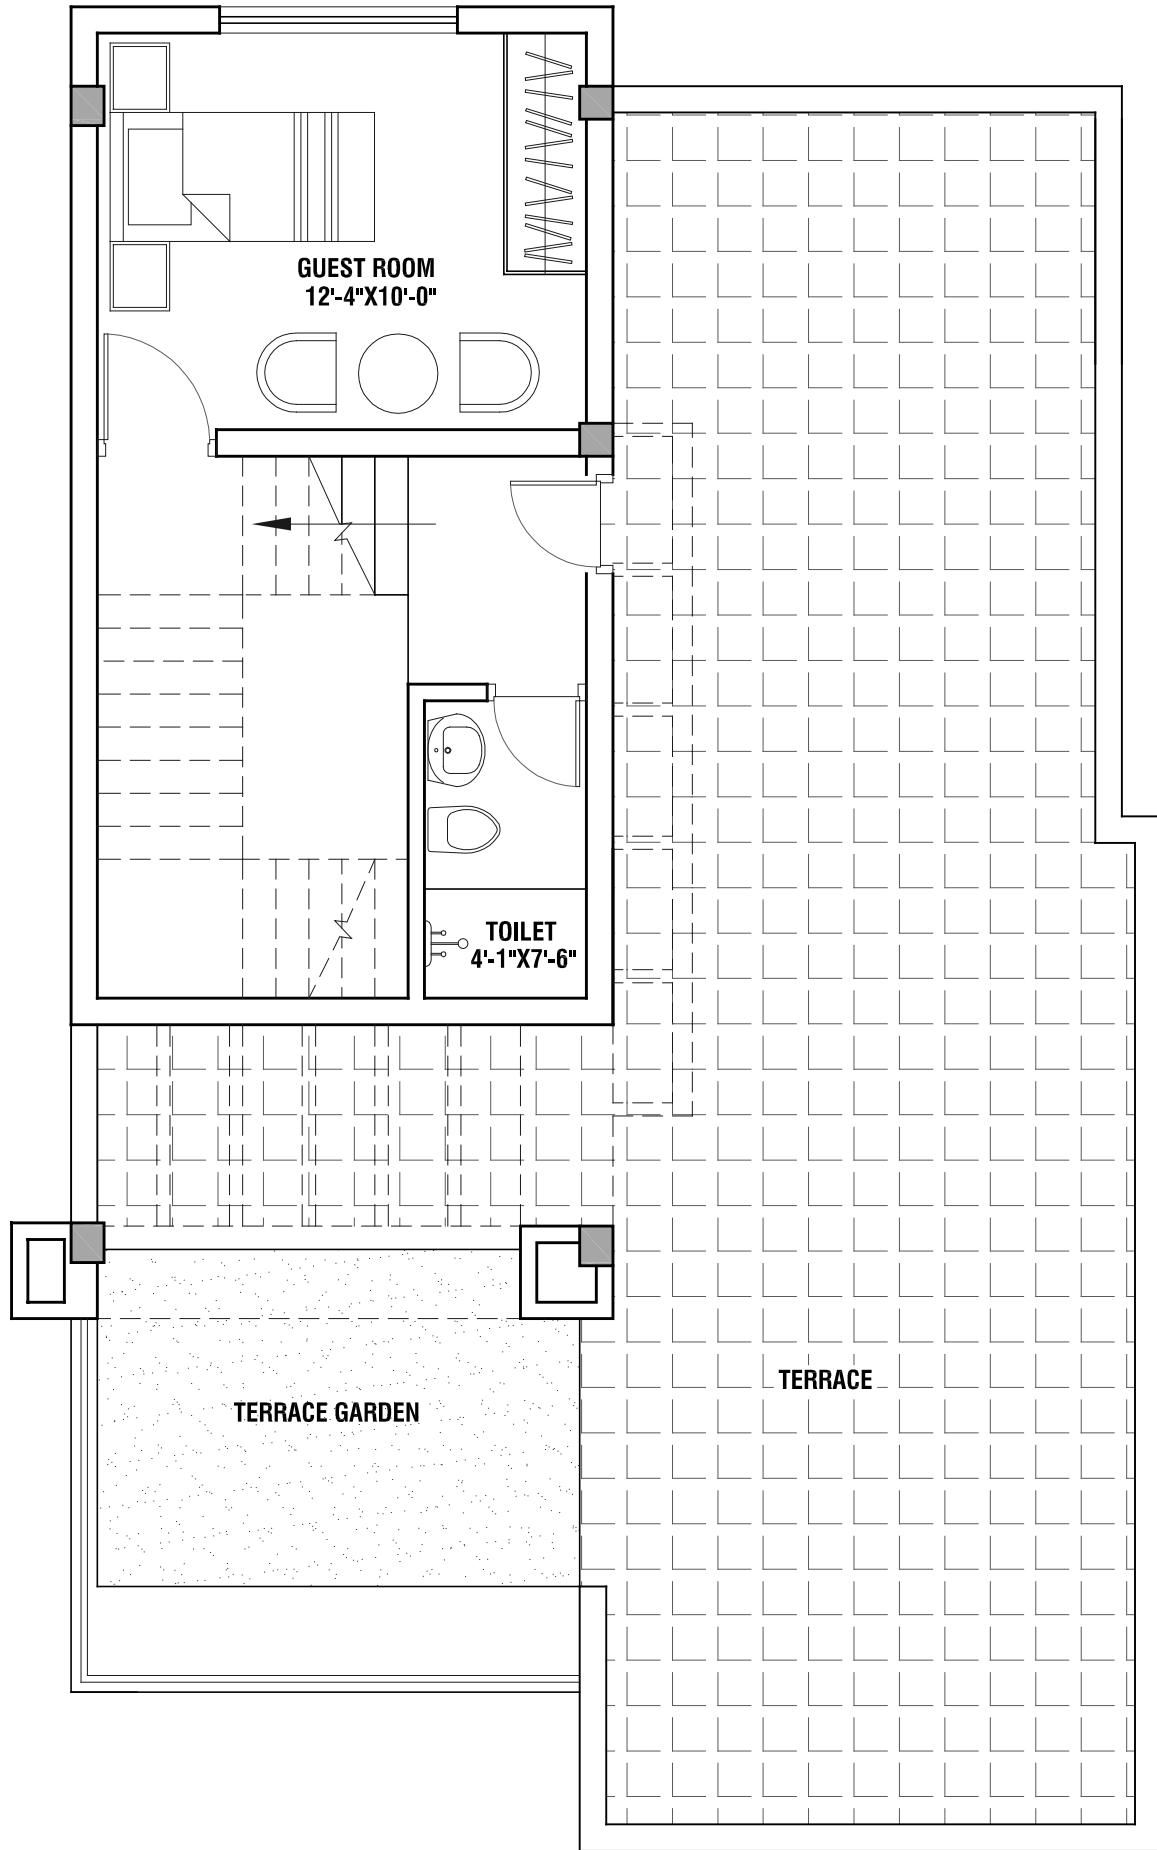 GUEST ROOM
12'-4"X10'-0"
TOILET
4'-1"X7'-6"
TERRACE
TERRACE GARDEN